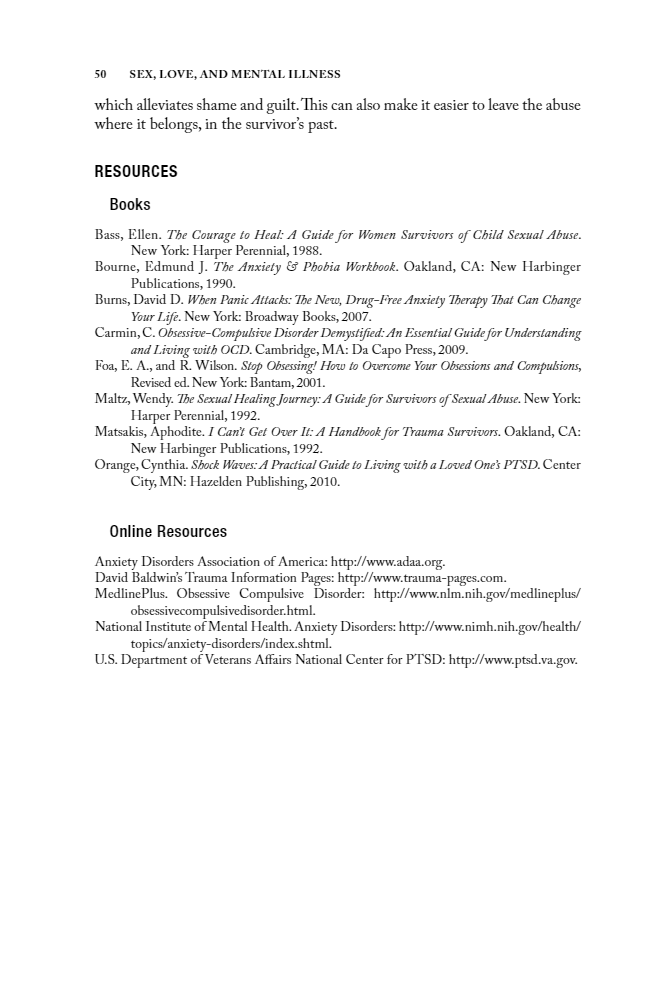 50 SEX, LOVE, AND MENTAL ILLNESS
which alleviates shame and guilt. This can also make it easier to leave the abuse
where it belongs, in the survivor’s past.
RESOURCES
Books
Bass, Ellen. The Courage to Heal: A Guide for Women Survivors of Child Sexual Abuse.
New York: Harper Perennial, 1988.
Bourne, Edmund J. The Anxiety & Phobia Workbook. Oakland, CA: New Harbinger
Publications, 1990.
Burns, David D. When Panic Attacks: The New, Drug-Free Anxiety Therapy That Can Change
Your Life. New York: Broadway Books, 2007.
Carmin, C. Obsessive-Compulsive Disorder Demystified: An Essential Guide for Understanding
and Living with OCD. Cambridge, MA: Da Capo Press, 2009.
Foa, E. A., and R. Wilson. Stop Obsessing! How to Overcome Your Obsessions and Compulsions,
Revised ed. New York: Bantam, 2001.
Maltz, Wendy. The Sexual Healing Journey: A Guide for Survivors of Sexual Abuse. New York:
Harper Perennial, 1992.
Matsakis, Aphodite. I Can’t Get Over It: A Handbook for Trauma Survivors. Oakland, CA:
New Harbinger Publications, 1992.
Orange, Cynthia. Shock Waves: A Practical Guide to Living with a Loved One’s PTSD. Center
City, MN: Hazelden Publishing, 2010.
Online Resources
Anxiety Disorders Association of America: http://www.adaa.org.
David Baldwin’s Trauma Information Pages: http://www.trauma-pages.com.
MedlinePlus. Obsessive Compulsive Disorder: http://www.nlm.nih.gov/medlineplus/
obsessivecompulsivedisorder.html.
National Institute of Mental Health. Anxiety Disorders: http://www.nimh.nih.gov/health/
topics/anxiety-disorders/index.shtml.
U.S. Department of Veterans Affairs National Center for PTSD: http://www.ptsd.va.gov.